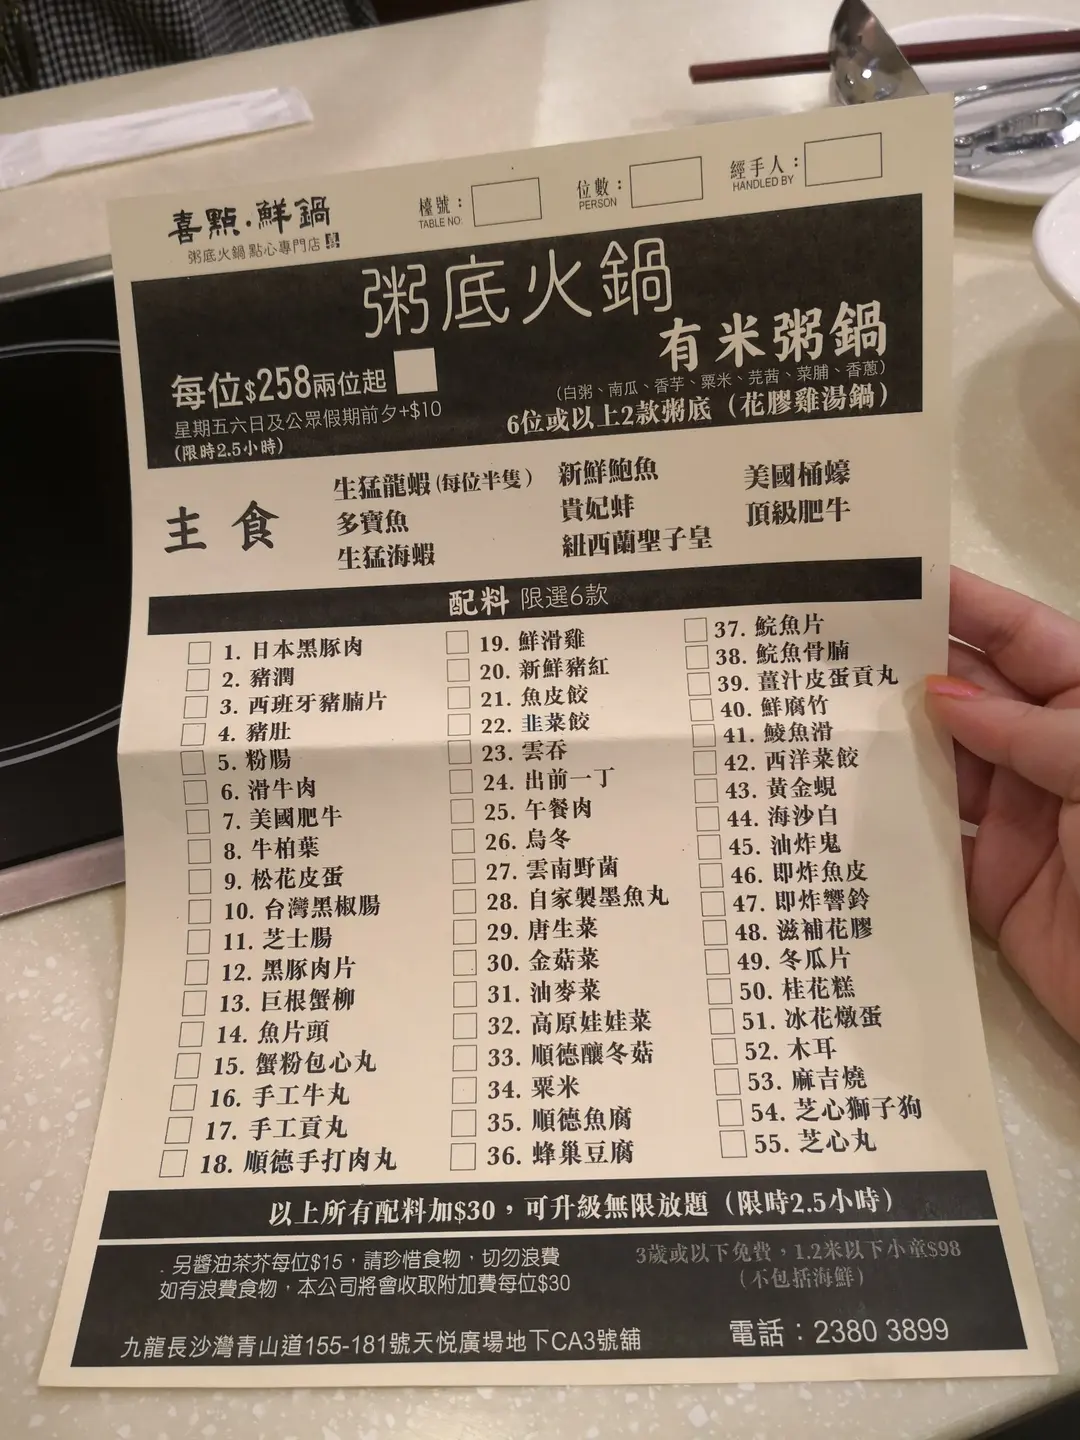 喜點·鮮鍋
粥底火鍋 點心專門店
檯號：
TABLE NO:
位數：
PERSON
經手人：
HANDLED BY
粥底火鍋
有米粥鍋
每位$258兩位起
(白粥、南瓜、香芋、粟米、芫茜、菜脯、香蔥)
星期五六日及公眾假期前夕+$10
6位或以上2款粥底（花膠雞湯鍋）
(限時2.5小時)
主食
生猛龍蝦(每位半隻)
多寶魚
生猛海蝦
新鮮鮑魚
貴妃蚌
紐西蘭聖子皇
美國桶蠔
頂級肥牛
配料 限選6款
1. 日本黑豚肉
2. 豬潤
3. 西班牙豬腩片
4. 豬肚
5. 粉腸
6. 滑牛肉
7. 美國肥牛
8. 牛柏葉
9. 松花皮蛋
10. 台灣黑椒腸
11. 芝士腸
12. 黑豚肉片
13. 巨根蟹柳
14. 魚片頭
15. 蟹粉包心丸
16. 手工牛丸
17. 手工貢丸
18. 順德手打肉丸
19. 鮮滑雞
20. 新鮮豬紅
21. 魚皮餃
22. 韭菜餃
23. 雲吞
24. 出前一丁
25. 午餐肉
26. 烏冬
27. 雲南野菌
28. 自家製墨魚丸
29. 唐生菜
30. 金菇菜
31. 油麥菜
32. 高原娃娃菜
33. 順德釀冬菇
34. 粟米
35. 順德魚腐
36. 蜂巢豆腐
37. 鯇魚片
38. 鯇魚骨腩
39. 薑汁皮蛋貢丸
40. 鮮腐竹
41. 鯪魚滑
42. 西洋菜餃
43. 黃金蜆
44. 海沙白
45. 油炸鬼
46. 即炸魚皮
47. 即炸響鈴
48. 滋補花膠
49. 冬瓜片
50. 桂花糕
51. 冰花燉蛋
52. 木耳
53. 麻吉燒
54. 芝心獅子狗
55. 芝心丸
以上所有配料加$30，可升級無限放題（限時2.5小時）
另醬油茶芥每位$15，請珍惜食物，切勿浪費
如有浪費食物，本公司將會收取附加費每位$30
3歲或以下免費，1.2米以下小童$98
（不包括海鮮）
九龍長沙灣青山道155-181號天悅廣場地下CA3號舖
電話：2380 3899